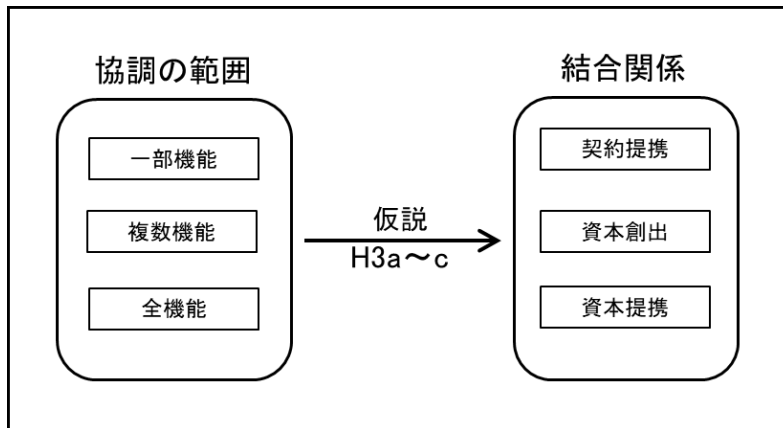 協調の範囲
一部機能
複数機能
全機能
仮説
H3a～c
結合関係
契約提携
資本創出
資本提携